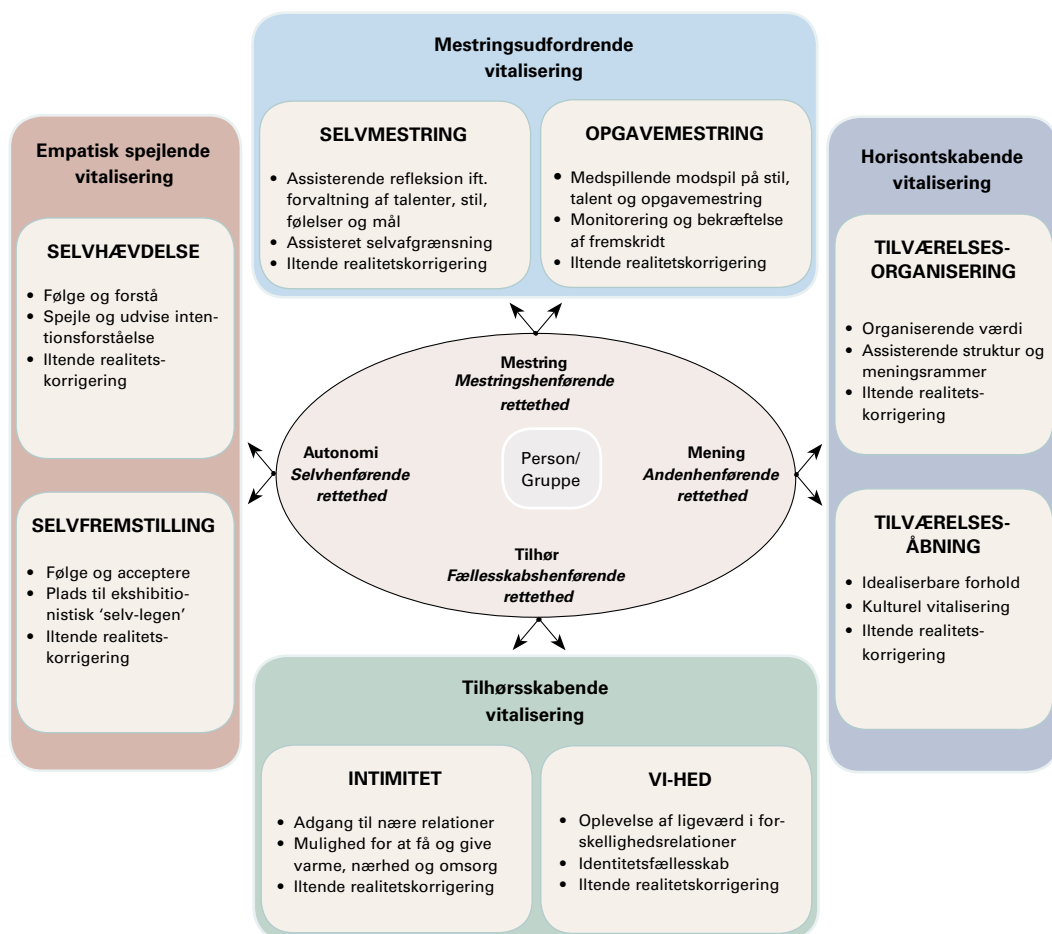 Mestringsudfordrende
vitalisering
SELVMESTRING
• Assisterende refleksion ift.
forvaltning af talenter, stil,
følelser og mål
• Assisteret selvafgrænsning
• Iltende realitetskorrigering
OPGAVEMESTRING
• Medspillende modspil på stil,
talent og opgavemestring
• Monitorering og bekræftelse
af fremskridt
• Iltende realitetskorrigering
Empatisk spejlende
vitalisering
SELVHÆVDELSE
• Følge og forstå
• Spejle og udvise inten-
tionsforståelse
• Iltende realitets-
korrigering
SELVFREMSTILLING
• Følge og acceptere
• Plads til ekshibitio-
nistisk ‘selv-legen’
• Iltende realitets-
korrigering
Mestring
Mestringshenførende
rettethed
Autonomi
Selvhenførende
rettethed
Person/
Gruppe
Mening
Andenhenførende
rettethed
Tilhør
Fællesskabshenførende
rettethed
Horisontskabende
vitalisering
TILVÆRELSES-
ORGANISERING
• Organiserende værdi
• Assisterende struktur og
meningsrammer
• Iltende realitets-
korrigering
TILVÆRELSES-
ÅBNING
• Idealiserbare forhold
• Kulturel vitalisering
• Iltende realitets-
korrigering
Tilhørsskabende
vitalisering
INTIMITET
• Adgang til nære relationer
• Mulighed for at få og give
varme, nærhed og omsorg
• Iltende realitetskorrigering
VI-HED
• Oplevelse af ligeværd i for-
skellighedsrelationer
• Identitetsfællesskab
• Iltende realitetskorrigering